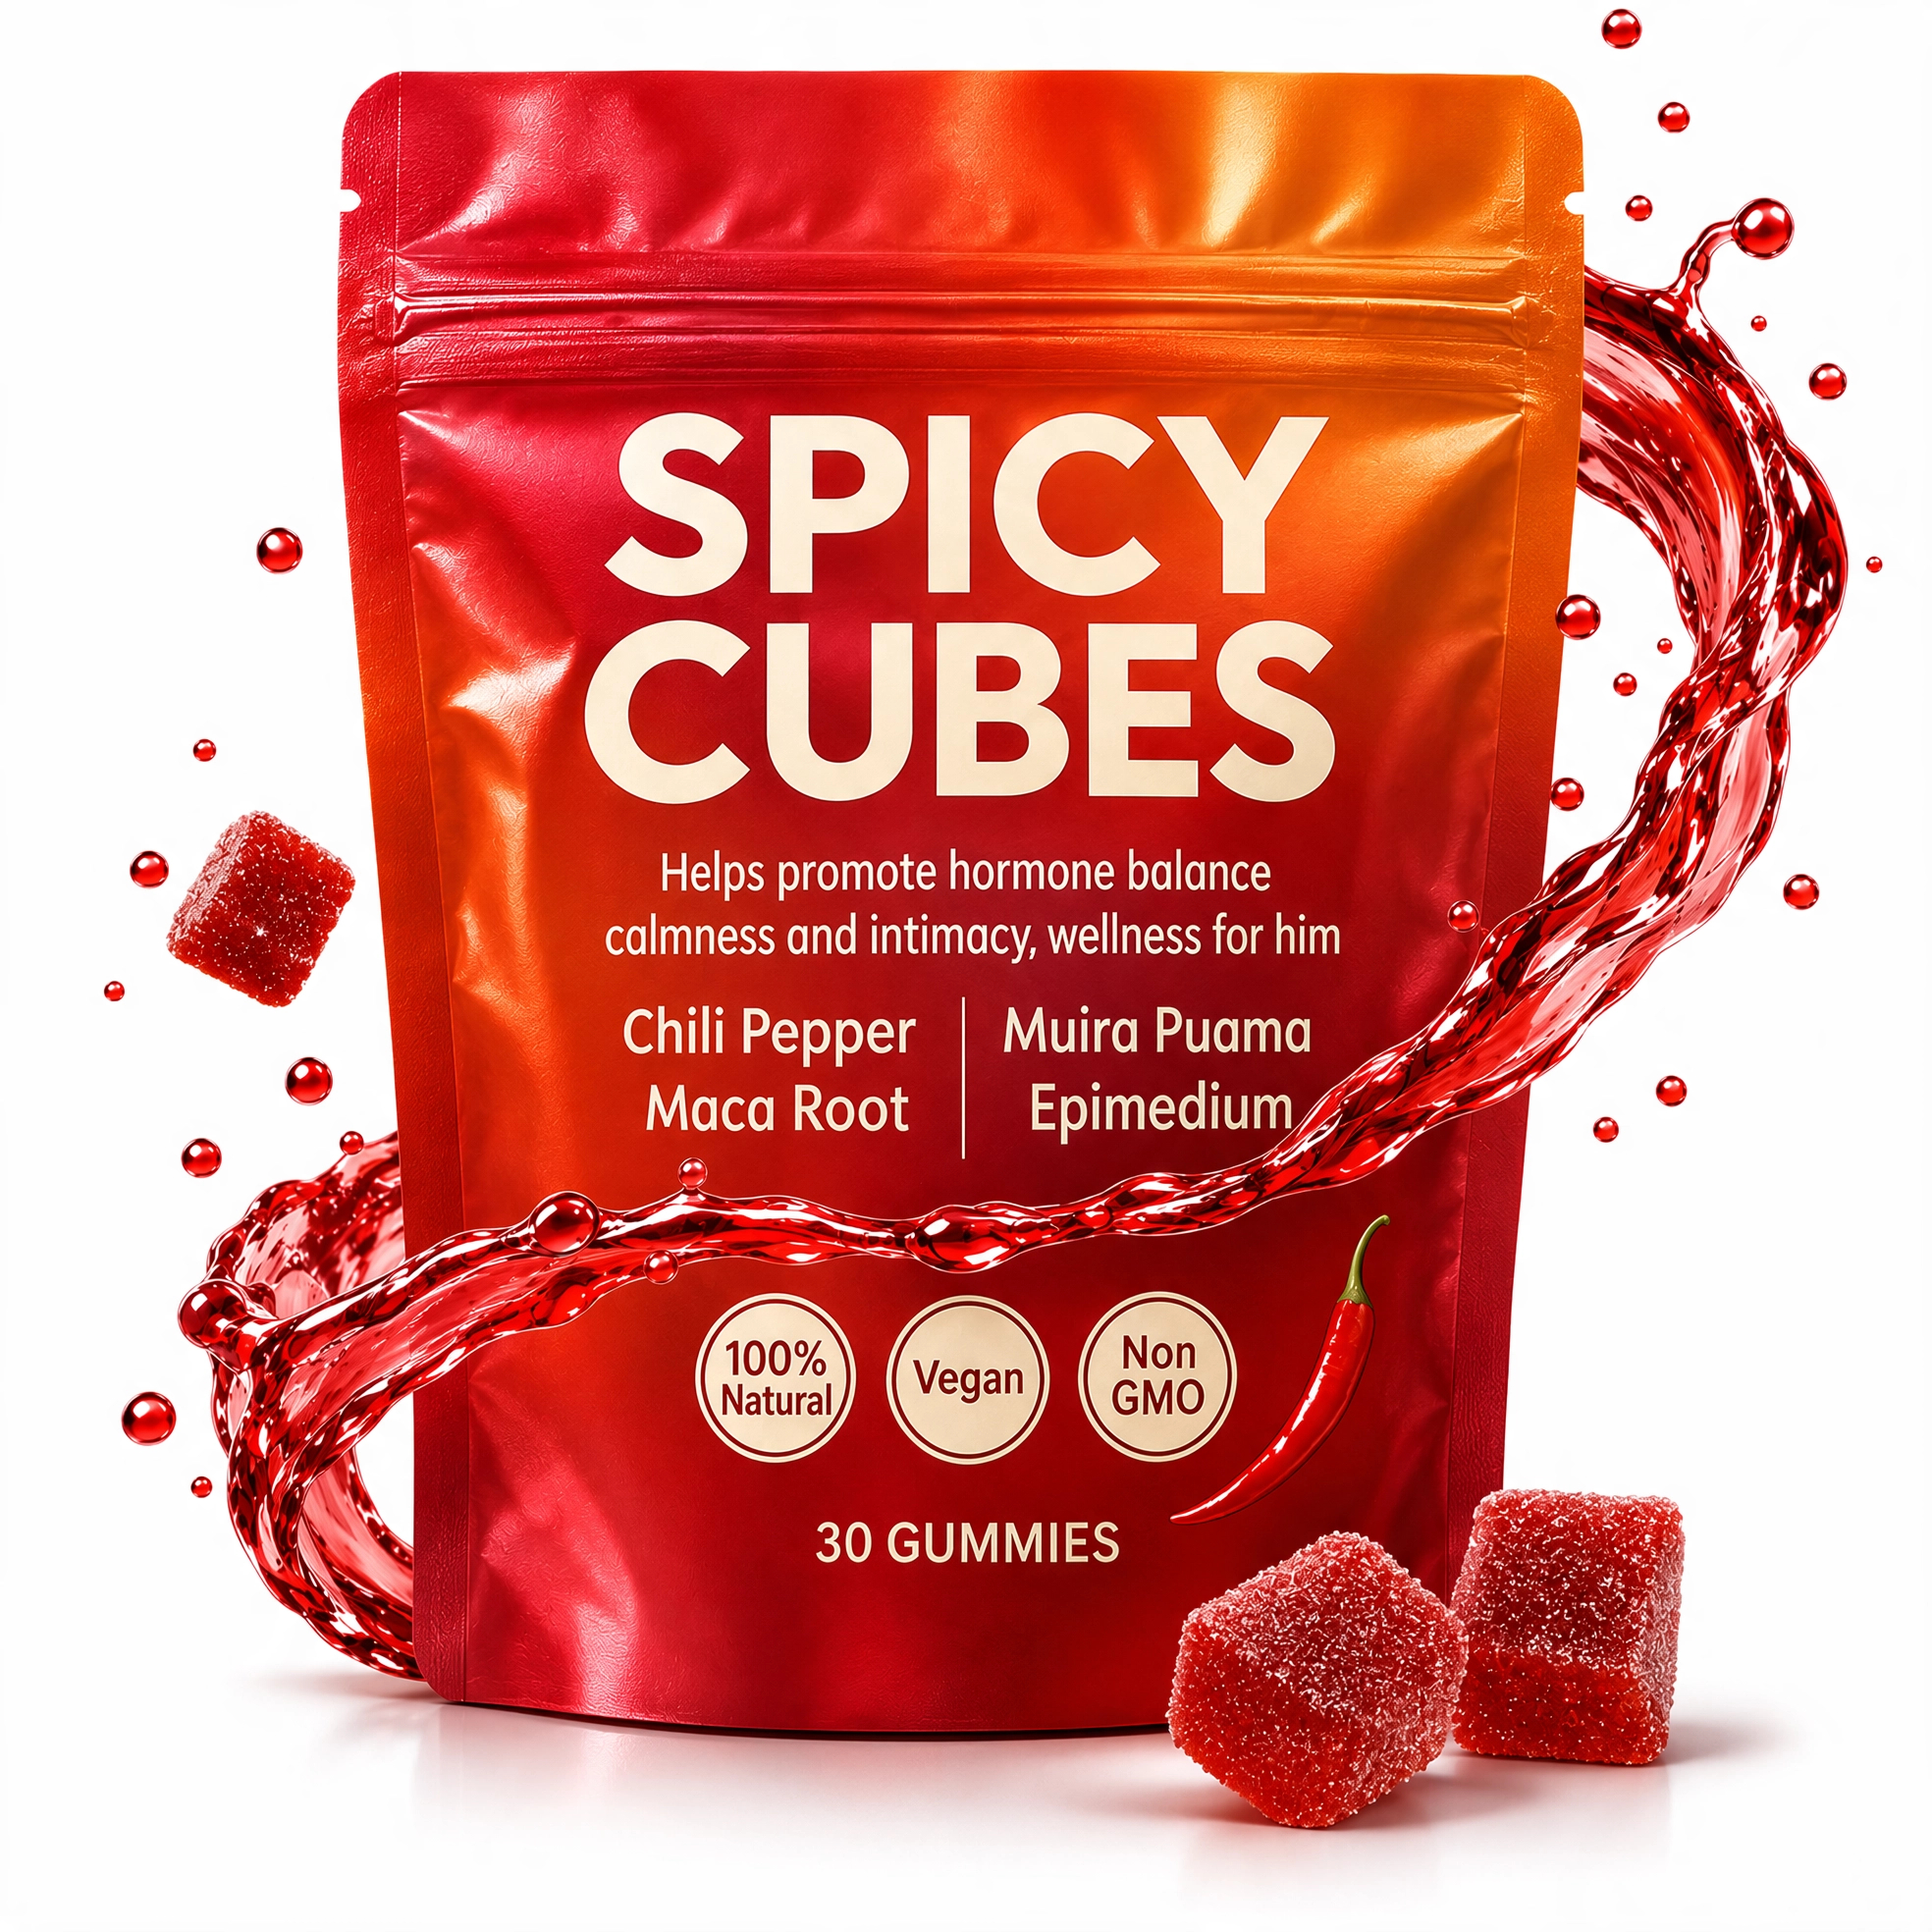 SPICY
CUBES
Helps promote hormone balance
calmness and intimacy, wellness for him
Chili Pepper
Maca Root
Muira Puama
Epimedium
100%
Natural
Vegan
Non
GMO
30 GUMMIES